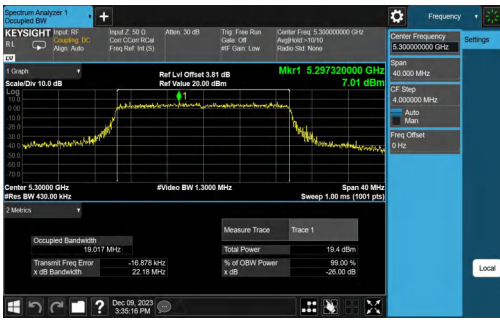 Spectrum Analyzer 1
Occupied BW
Frequency
KEYSIGHT
Input: RF
Coupling: DC
Align: Auto
Input Z: 50 Ω
Corr CCorr RCal
Freq Ref: Int (S)
Atten: 30 dB
Trig: Free Run
Gate: Off
#IF Gain: Low
Center Freq: 5.300000000 GHz
Avg|Hold:>10/10
Radio Std: None
RL
LV
Center Frequency
5.300000000 GHz
Settings
Span
40.000 MHz
CF Step
4.000000 MHz
Auto
Man
Freq Offset
0 Hz
1 Graph
Scale/Div 10.0 dB
Ref Lvl Offset 3.81 dB
Ref Value 20.00 dBm
Mkr1 5.297320000 GHz
7.01 dBm
Log
10.0
0.00
-10.0
-20.0
-30.0
-40.0
-50.0
-60.0
-70.0
1
Center 5.30000 GHz
#Res BW 430.00 kHz
#Video BW 1.3000 MHz
Span 40 MHz
Sweep 1.00 ms (1001 pts)
2 Metrics
Measure Trace
Trace 1
Occupied Bandwidth
19.017 MHz
Total Power
19.4 dBm
Transmit Freq Error
-16.878 kHz
% of OBW Power
99.00 %
x dB Bandwidth
22.18 MHz
x dB
-26.00 dB
Local
Dec 09, 2023
3:35:16 PM